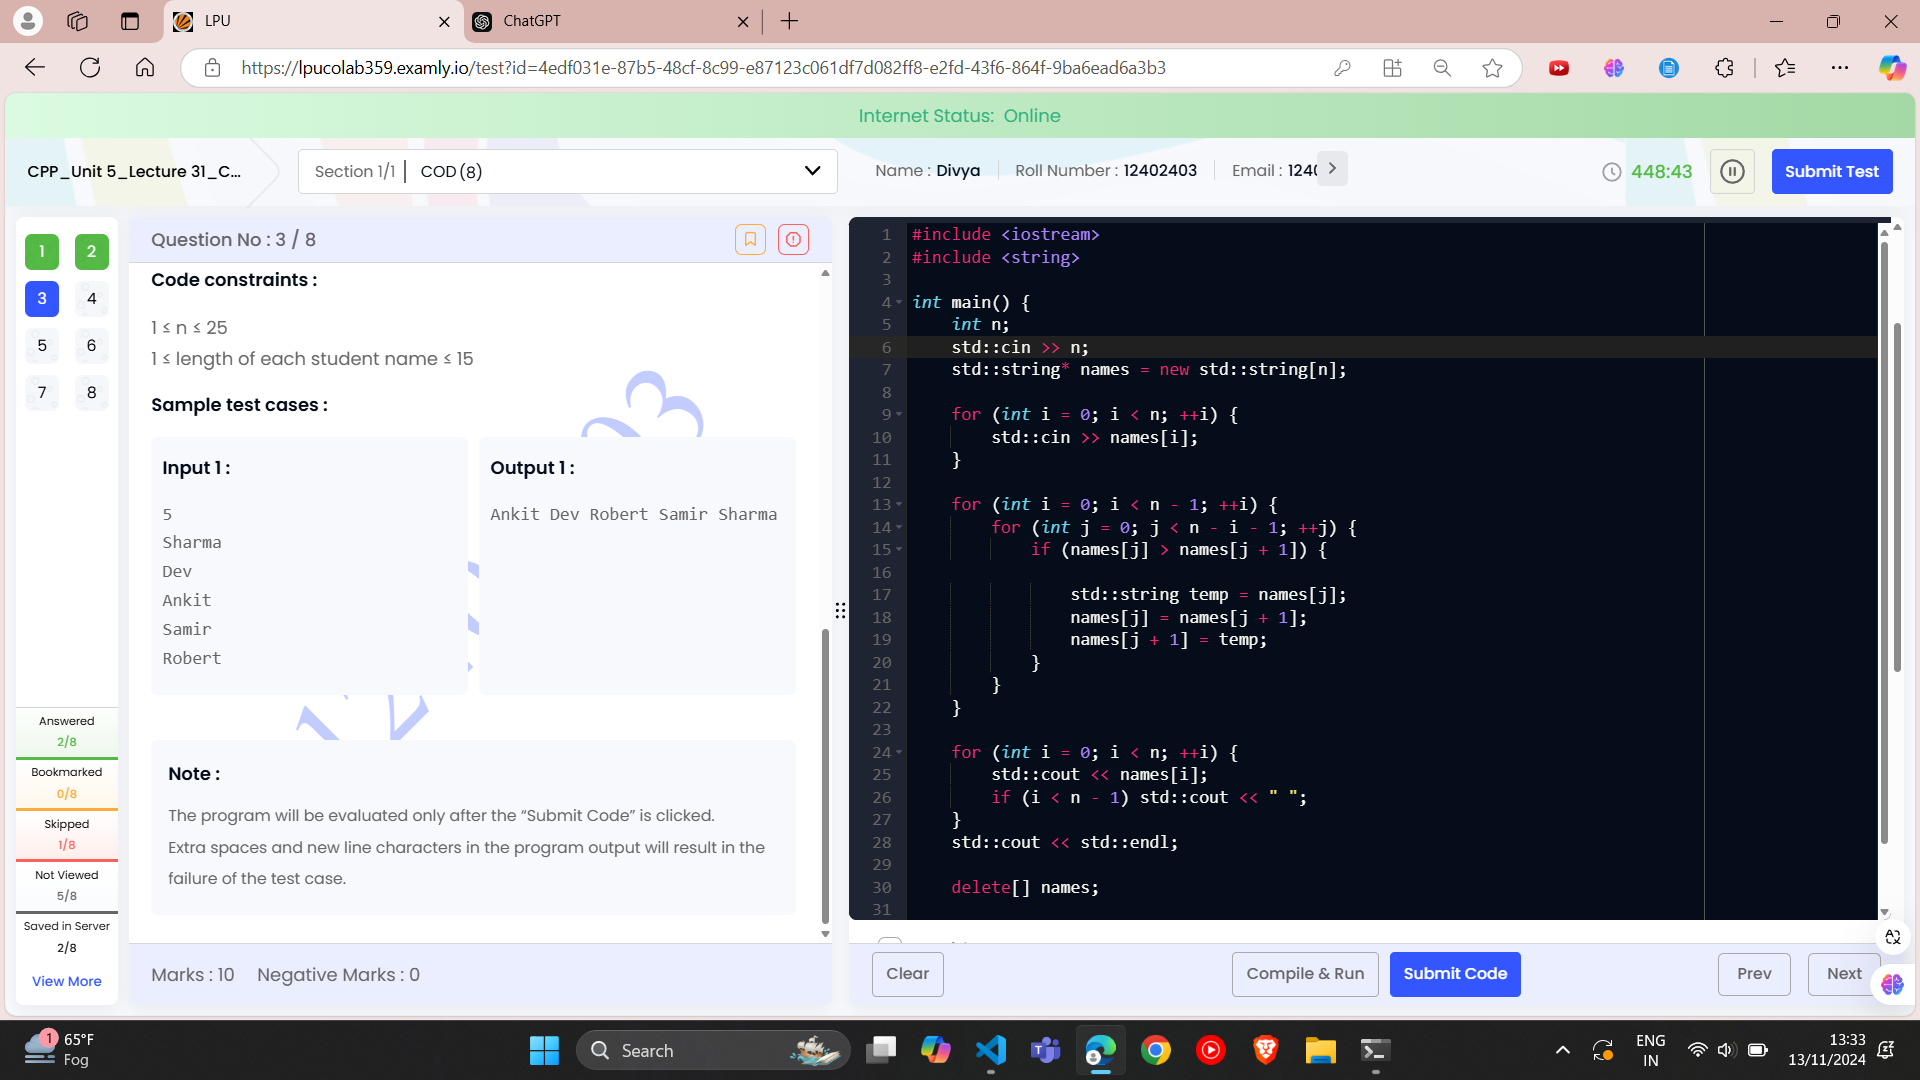 LPU
ChatGPT
https://lpucolab359.examly.io/test?id=4edf031e-87b5-48cf-8c99-e87123c061df7d082ff8-e2fd-43f6-864f-9ba6ead6a3b3
Internet Status: Online
CPP_Unit 5_Lecture 31_C...
Section 1/1 | COD (8)
Name : Divya
Roll Number : 12402403
Email : 1240
448:43
Submit Test
1 2
3 4
5 6
7 8
Answered
2/8
Bookmarked
0/8
Skipped
1/8
Not Viewed
5/8
Saved in Server
2/8
View More
Question No : 3 / 8
Code constraints :
1 ≤ n ≤ 25
1 ≤ length of each student name ≤ 15
Sample test cases :
Input 1 :
5
Sharma
Dev
Ankit
Samir
Robert
Output 1 :
Ankit Dev Robert Samir Sharma
Note :
The program will be evaluated only after the “Submit Code” is clicked.
Extra spaces and new line characters in the program output will result in the
failure of the test case.
Marks : 10 Negative Marks : 0
1 #include <iostream>
2 #include <string>
3
4 int main() {
5     int n;
6     std::cin >> n;
7     std::string* names = new std::string[n];
8
9     for (int i = 0; i < n; ++i) {
10         std::cin >> names[i];
11     }
12
13     for (int i = 0; i < n - 1; ++i) {
14         for (int j = 0; j < n - i - 1; ++j) {
15             if (names[j] > names[j + 1]) {
16
17                 std::string temp = names[j];
18                 names[j] = names[j + 1];
19                 names[j + 1] = temp;
20             }
21         }
22     }
23
24     for (int i = 0; i < n; ++i) {
25         std::cout << names[i];
26         if (i < n - 1) std::cout << " ";
27     }
28     std::cout << std::endl;
29
30     delete[] names;
31
Clear
Compile & Run
Submit Code
Prev
Next
1
65°F
Fog
Search
ENG
IN
13:33
13/11/2024